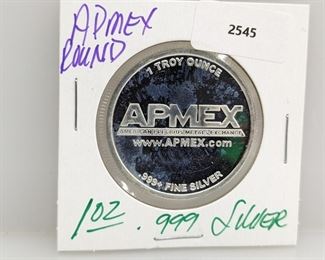 APMEX
ROUND
2545
1 TROY OUNCE
APMEX
AMERICAN PRECIOUS METALS EXCHANGE
www.APMEX.com
.999+ FINE SILVER
1oz .999 SILVER